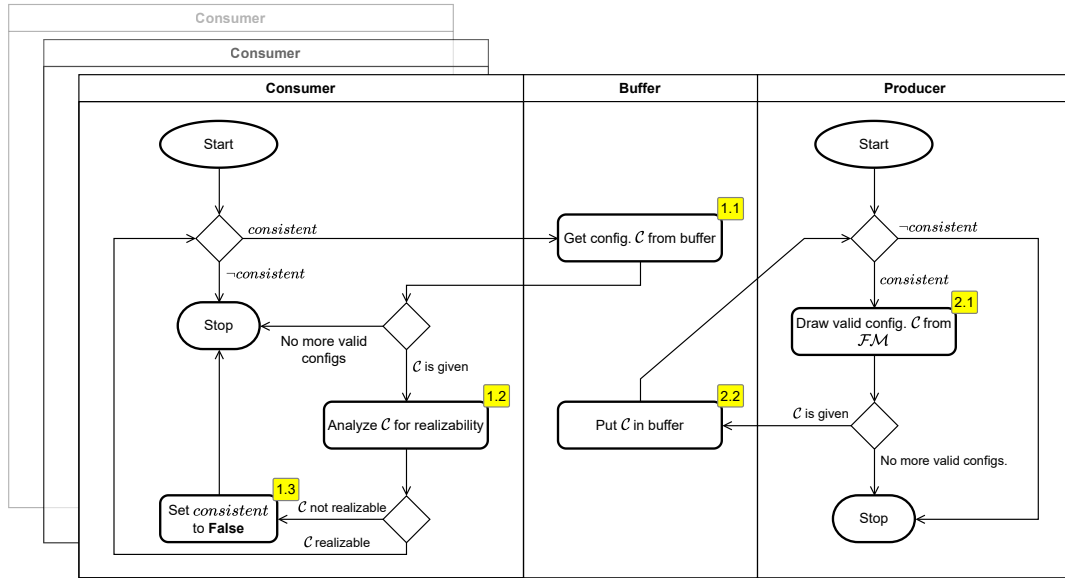 Consumer
Consumer
Consumer
Buffer
Producer
Start
Start
consistent
¬consistent
1.1
Get config. 𝒞 from buffer
¬consistent
consistent
Stop
No more valid
configs
2.1
Draw valid config. 𝒞 from
ℱℳ
𝒞 is given
1.2
Analyze 𝒞 for realizability
2.2
Put 𝒞 in buffer
𝒞 is given
No more valid configs.
1.3
Set consistent
to False
𝒞 not realizable
𝒞 realizable
Stop